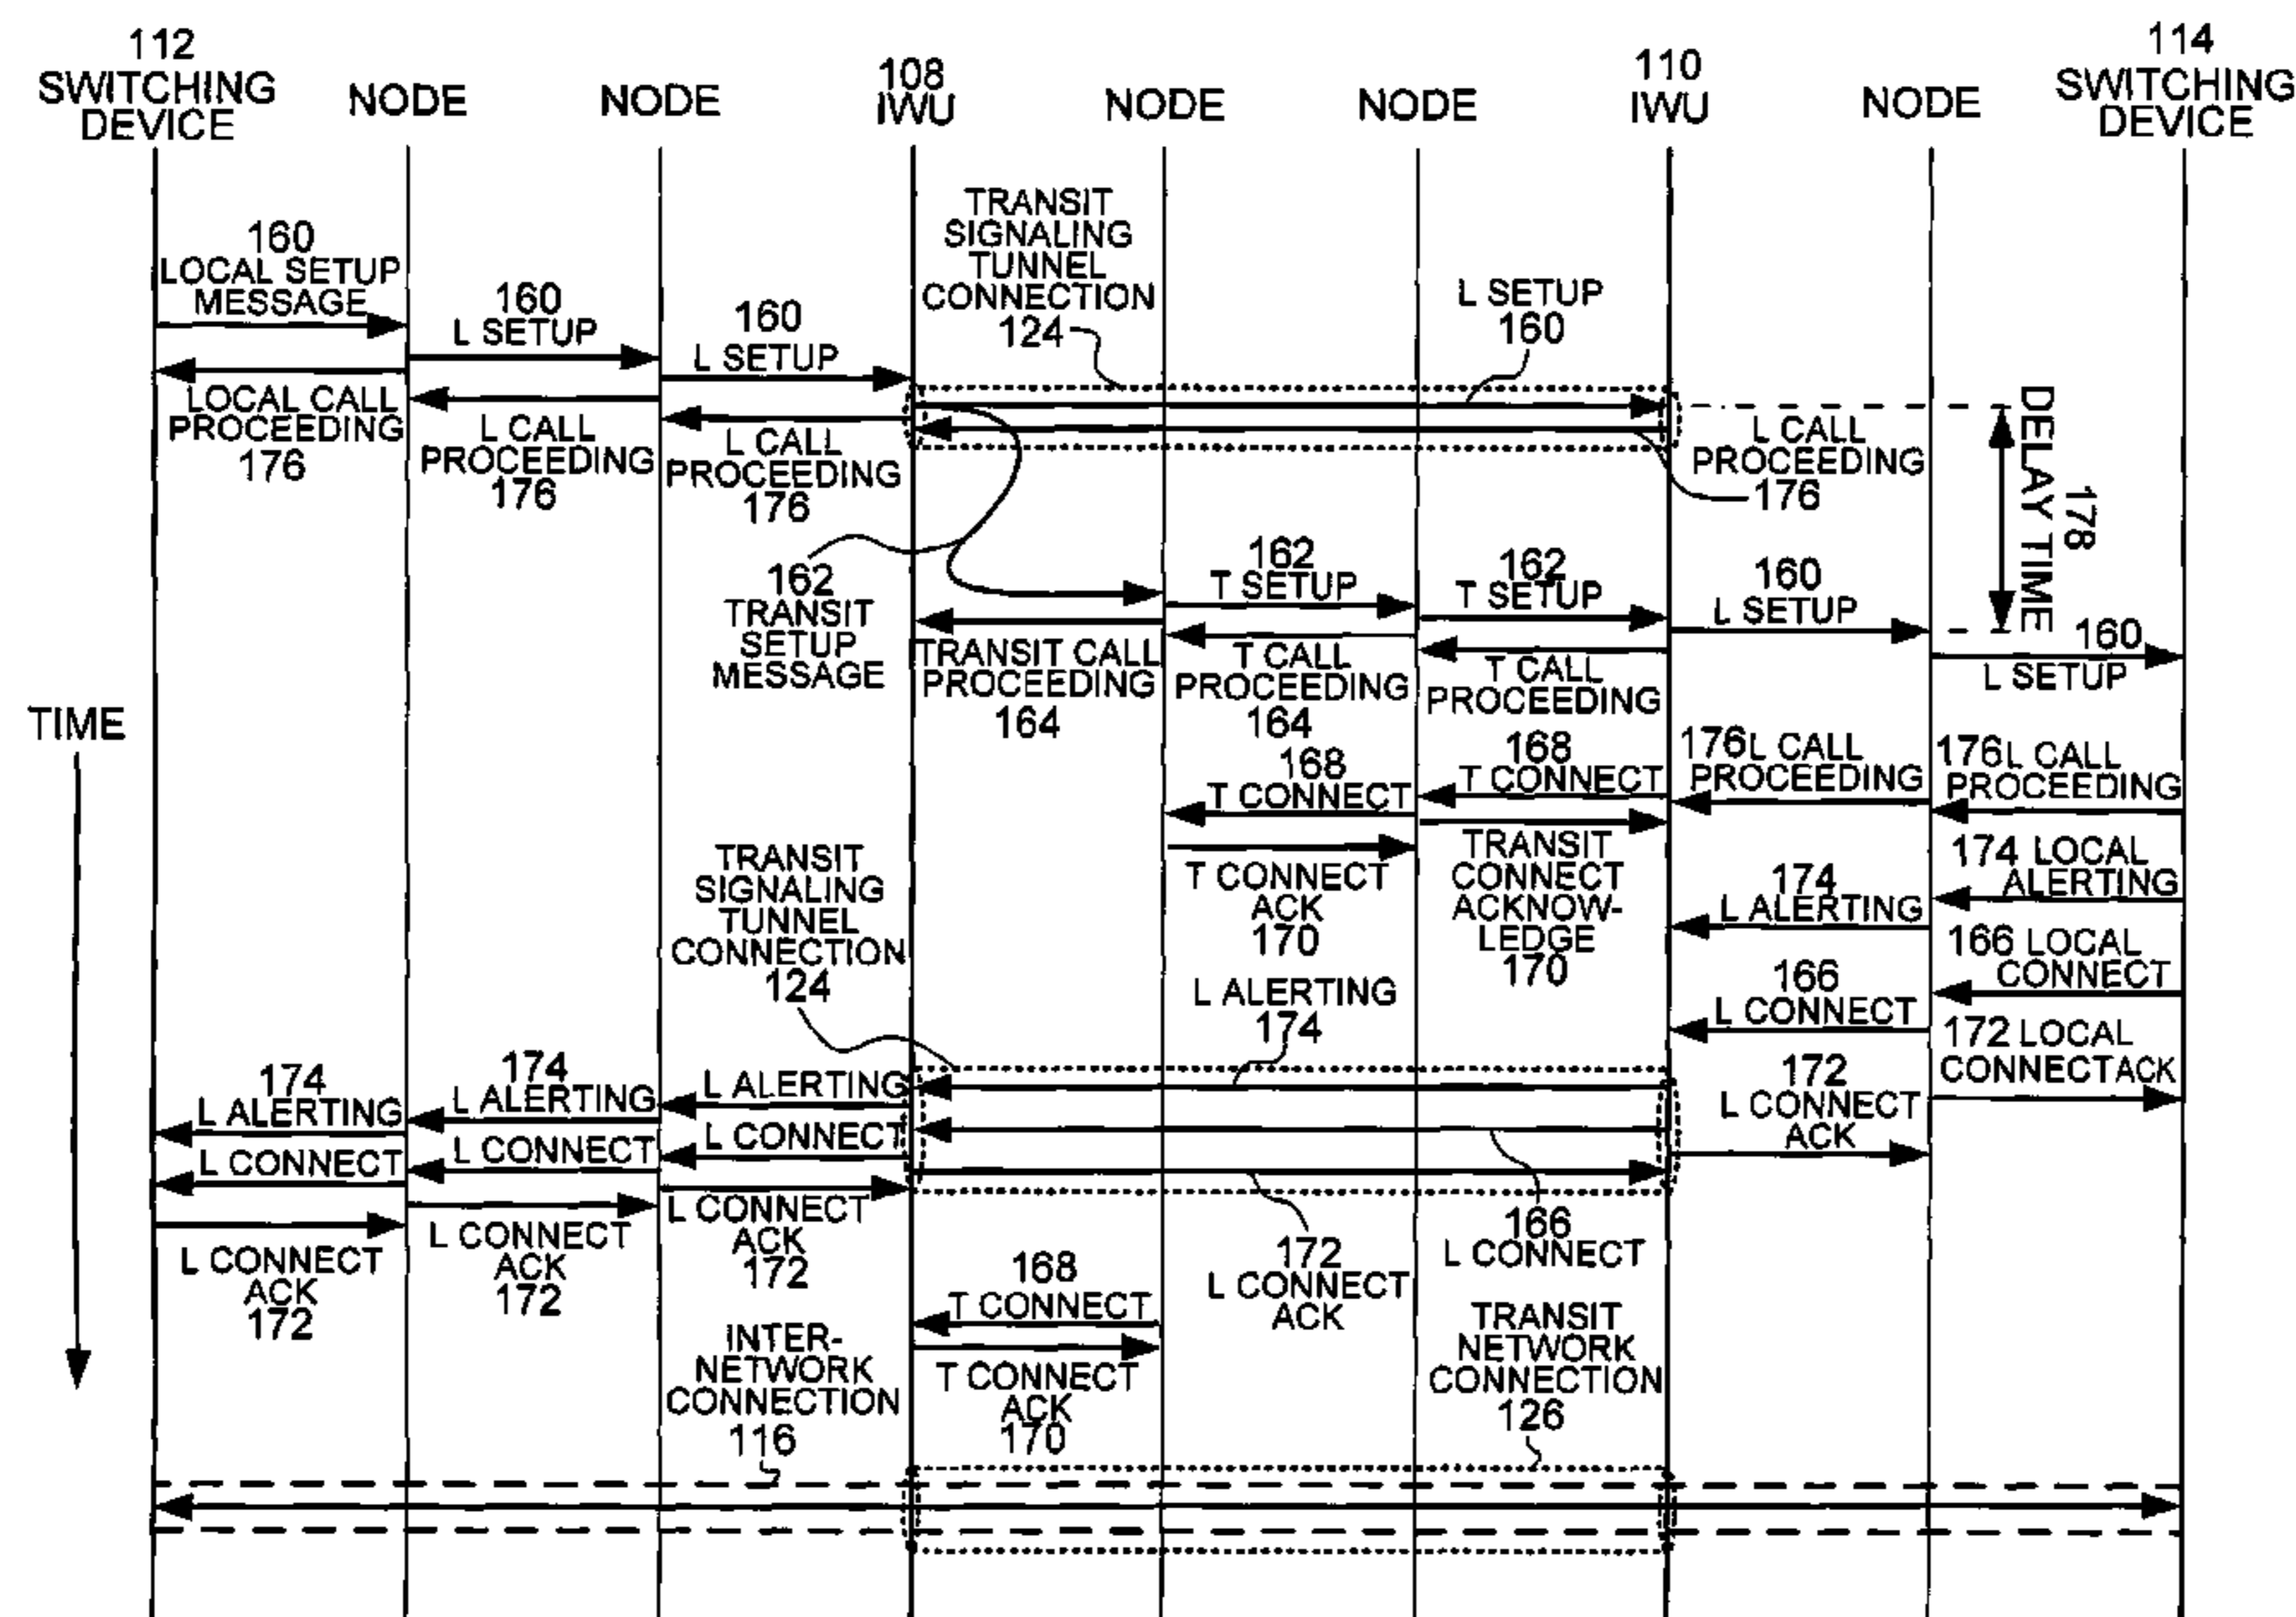 112
SWITCHING
DEVICE
NODE
NODE
108
IWU
NODE
NODE
110
IWU
NODE
114
SWITCHING
DEVICE
160
LOCAL SETUP
MESSAGE
160
L SETUP
160
L SETUP
TRANSIT
SIGNALING
TUNNEL
CONNECTION
124
L SETUP
160
LOCAL CALL
PROCEEDING
176
L CALL
PROCEEDING
176
L CALL
PROCEEDING
176
L CALL
PROCEEDING
176
DELAY TIME
178
162
TRANSIT
SETUP
MESSAGE
162
T SETUP
162
T SETUP
160
L SETUP
160
L SETUP
TRANSIT CALL
PROCEEDING
164
T CALL
PROCEEDING
164
T CALL
PROCEEDING
TIME
168
T CONNECT
168
T CONNECT
176L CALL
PROCEEDING
176L CALL
PROCEEDING
T CONNECT
ACK
170
TRANSIT
CONNECT
ACKNOW-
LEDGE
170
174 LOCAL
ALERTING
174
L ALERTING
166 LOCAL
CONNECT
166
L CONNECT
172 LOCAL
CONNECTACK
172
L CONNECT
ACK
TRANSIT
SIGNALING
TUNNEL
CONNECTION
124
L ALERTING
174
174
L ALERTING
174
L ALERTING
L ALERTING
L CONNECT
L CONNECT
L CONNECT
L CONNECT
ACK
172
L CONNECT
ACK
172
L CONNECT
ACK
172
172
L CONNECT
ACK
166
L CONNECT
168
T CONNECT
T CONNECT
ACK
170
INTER-
NETWORK
CONNECTION
116
TRANSIT
NETWORK
CONNECTION
126